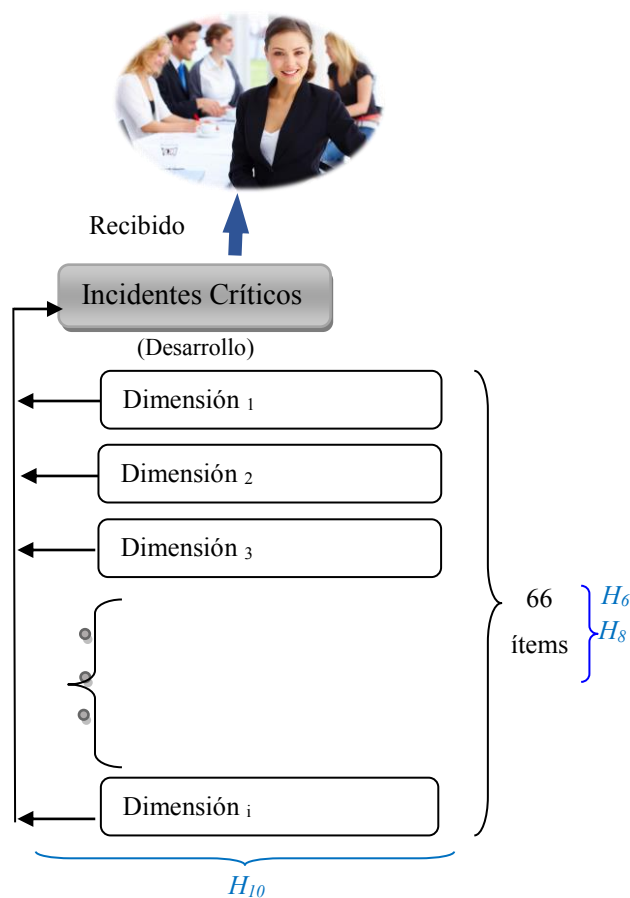 Recibido
Incidentes Críticos
(Desarrollo)
Dimensión 1
Dimensión 2
Dimensión 3
66
ítems
H6
H8
Dimensión i
H10